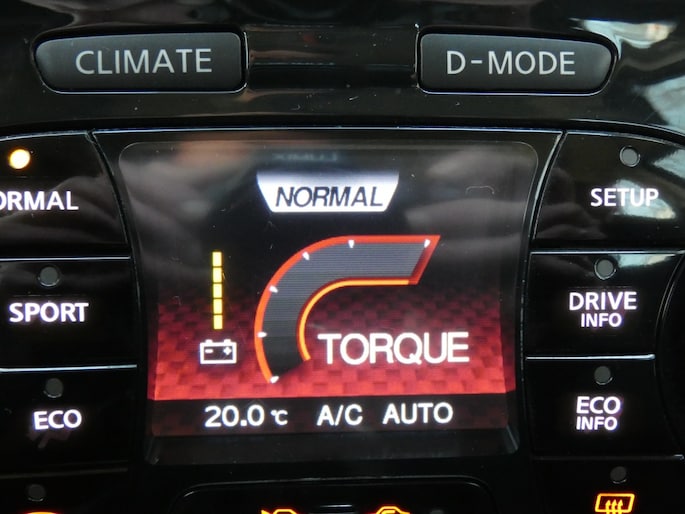 CLIMATE
D-MODE
NORMAL
ORMAL
SETUP
SPORT
DRIVE
INFO
TORQUE
ECO
ECO
INFO
20.0 °C A/C AUTO